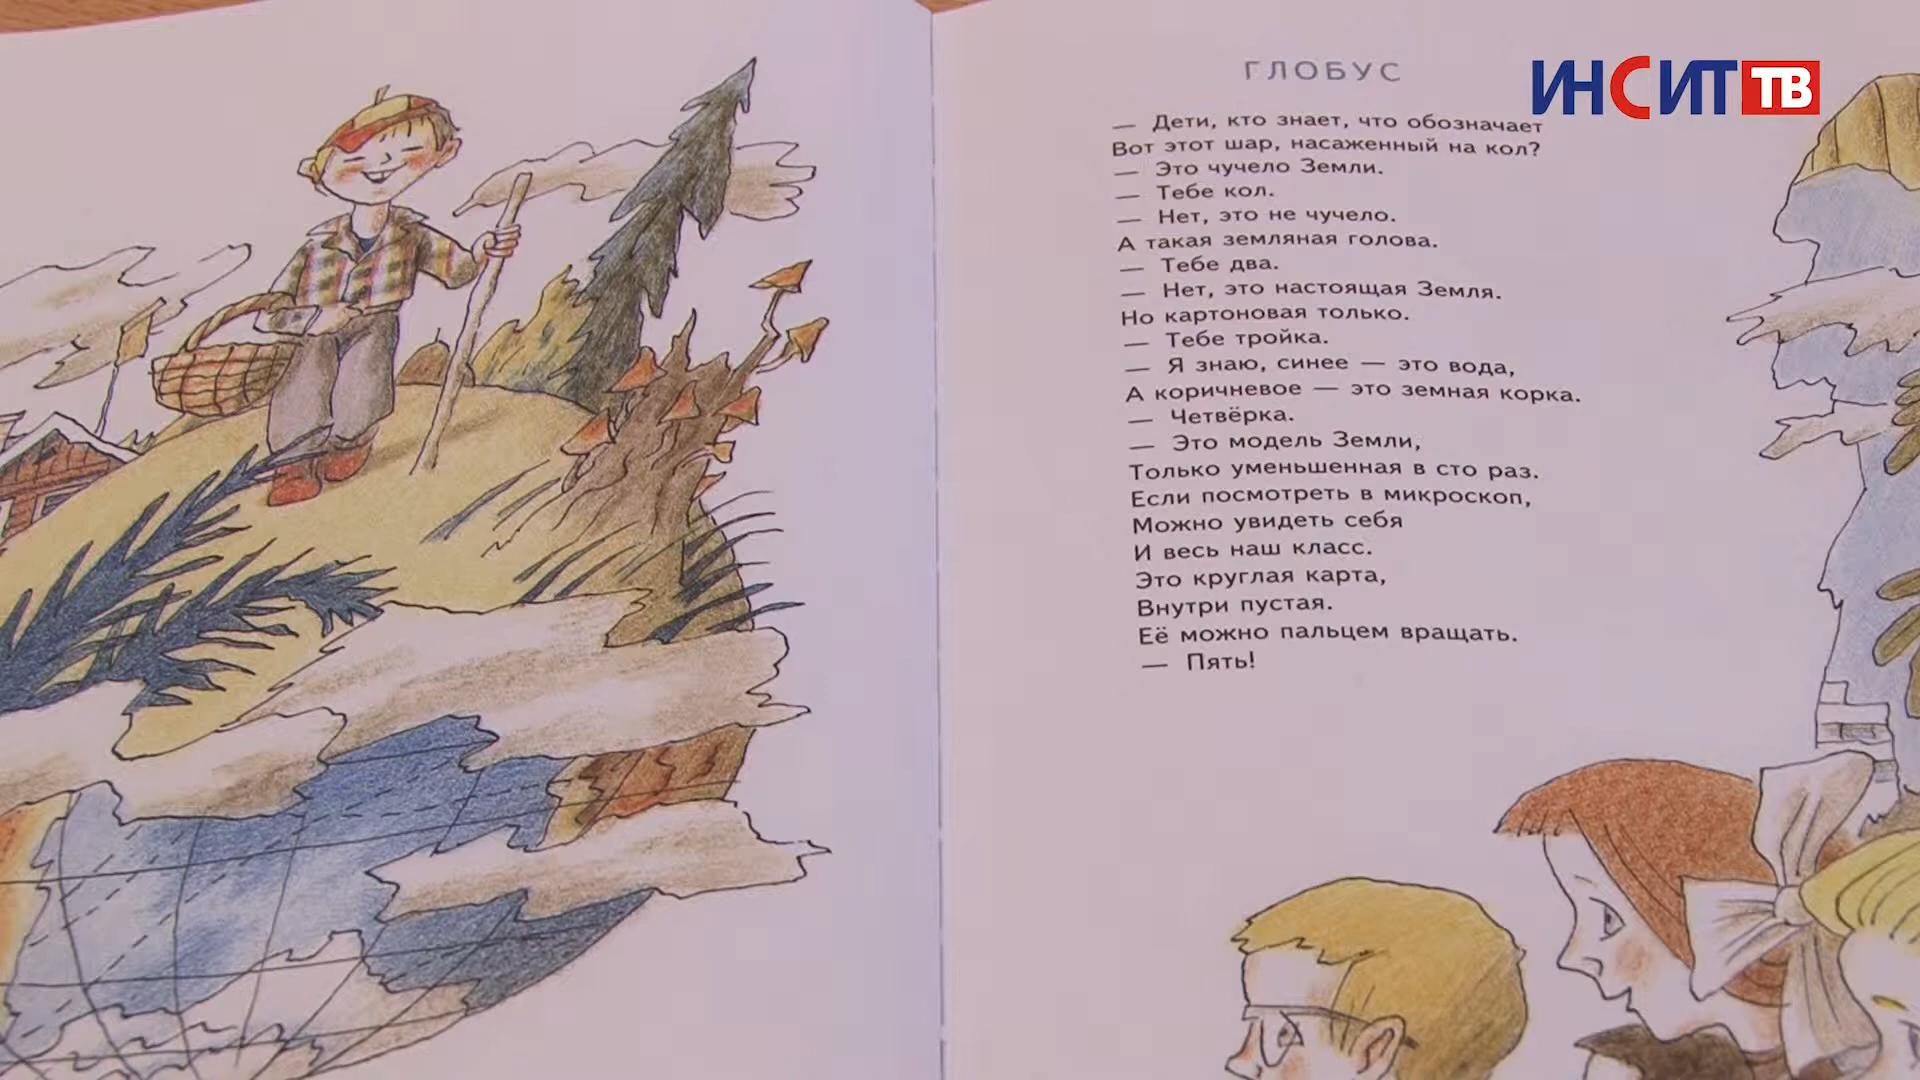 ГЛОБУС
ИНСИТ ТВ
— Дети, кто знает, что обозначает
Вот этот шар, насаженный на кол?
— Это чучело Земли.
— Тебе кол.
— Нет, это не чучело.
А такая земляная голова.
— Тебе два.
— Нет, это настоящая Земля.
Но картоновая только.
— Тебе тройка.
— Я знаю, синее — это вода,
А коричневое — это земная корка.
— Четвёрка.
— Это модель Земли,
Только уменьшенная в сто раз.
Если посмотреть в микроскоп,
Можно увидеть себя
И весь наш класс.
Это круглая карта,
Внутри пустая.
Её можно пальцем вращать.
— Пять!